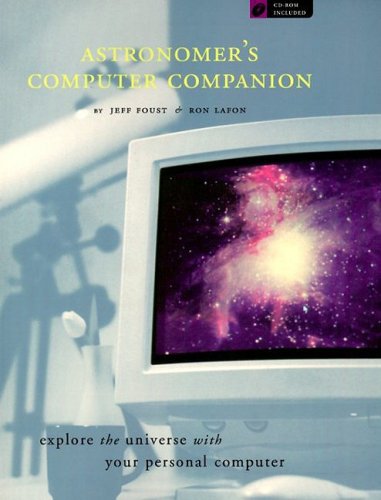 CD-ROM
INCLUDED
ASTRONOMER'S
COMPUTER COMPANION
BY JEFF FOUST & RON LAFON
explore the universe with
your personal computer